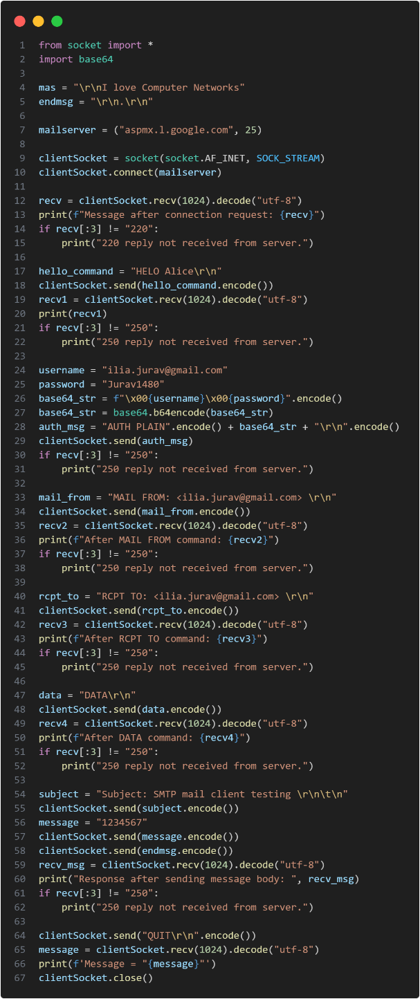 1 from socket import *
2 import base64
3
4 mas = "\r\nI love Computer Networks"
5 endmsg = "\r\n.\r\n"
6
7 mailserver = ("aspmx.l.google.com", 25)
8
9 clientSocket = socket(socket.AF_INET, SOCK_STREAM)
10 clientSocket.connect(mailserver)
11
12 recv = clientSocket.recv(1024).decode("utf-8")
13 print(f"Message after connection request: {recv}")
14 if recv[:3] != "220":
15     print("220 reply not received from server.")
16
17 hello_command = "HELO Alice\r\n"
18 clientSocket.send(hello_command.encode())
19 recv1 = clientSocket.recv(1024).decode("utf-8")
20 print(recv1)
21 if recv[:3] != "250":
22     print("250 reply not received from server.")
23
24 username = "ilia.jurav@gmail.com"
25 password = "Jurav1480"
26 base64_str = f"\x00{username}\x00{password}".encode()
27 base64_str = base64.b64encode(base64_str)
28 auth_msg = "AUTH PLAIN".encode() + base64_str + "\r\n".encode()
29 clientSocket.send(auth_msg)
30 if recv[:3] != "250":
31     print("250 reply not received from server.")
32
33 mail_from = "MAIL FROM: <ilia.jurav@gmail.com> \r\n"
34 clientSocket.send(mail_from.encode())
35 recv2 = clientSocket.recv(1024).decode("utf-8")
36 print(f"After MAIL FROM command: {recv2}")
37 if recv[:3] != "250":
38     print("250 reply not received from server.")
39
40 rcpt_to = "RCPT TO: <ilia.jurav@gmail.com> \r\n"
41 clientSocket.send(rcpt_to.encode())
42 recv3 = clientSocket.recv(1024).decode("utf-8")
43 print(f"After RCPT TO command: {recv3}")
44 if recv[:3] != "250":
45     print("250 reply not received from server.")
46
47 data = "DATA\r\n"
48 clientSocket.send(data.encode())
49 recv4 = clientSocket.recv(1024).decode("utf-8")
50 print(f"After DATA command: {recv4}")
51 if recv[:3] != "250":
52     print("250 reply not received from server.")
53
54 subject = "Subject: SMTP mail client testing \r\n\t\n"
55 clientSocket.send(subject.encode())
56 message = "1234567"
57 clientSocket.send(message.encode())
58 clientSocket.send(endmsg.encode())
59 recv_msg = clientSocket.recv(1024).decode("utf-8")
60 print("Response after sending message body: ", recv_msg)
61 if recv[:3] != "250":
62     print("250 reply not received from server.")
63
64 clientSocket.send("QUIT\r\n".encode())
65 message = clientSocket.recv(1024).decode("utf-8")
66 print(f'Message = "{message}"')
67 clientSocket.close()